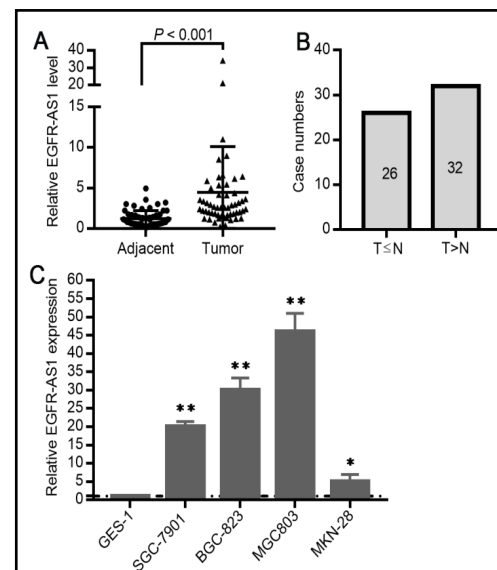 A
P < 0.001
Relative EGFR-AS1 level
40
30
20
15
10
5
0
Adjacent
Tumor
B
Case numbers
40
30
20
10
0
26
32
T≤N
T>N
C
Relative EGFR-AS1 expression
60
55
50
45
40
35
30
25
20
15
10
5
0
**
**
**
*
GES-1
SGC-7901
BGC-823
MGC803
MKN-28